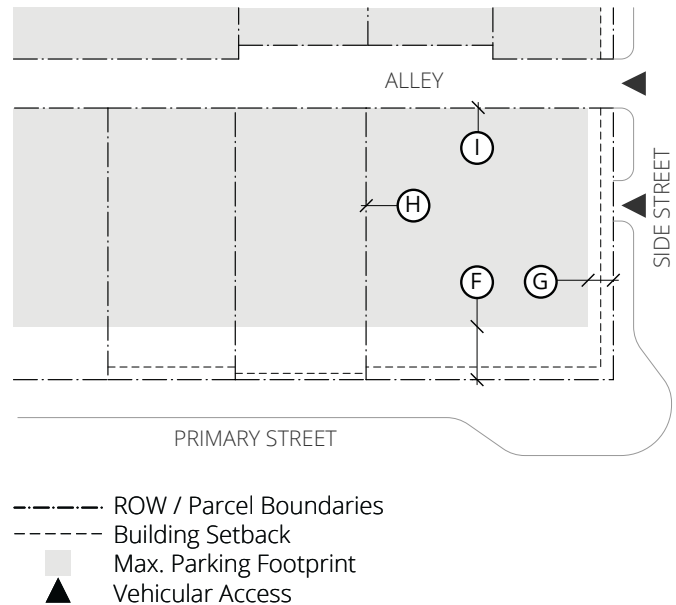 ALLEY
I
H
SIDE STREET
F
G
PRIMARY STREET
ROW / Parcel Boundaries
Building Setback
Max. Parking Footprint
Vehicular Access